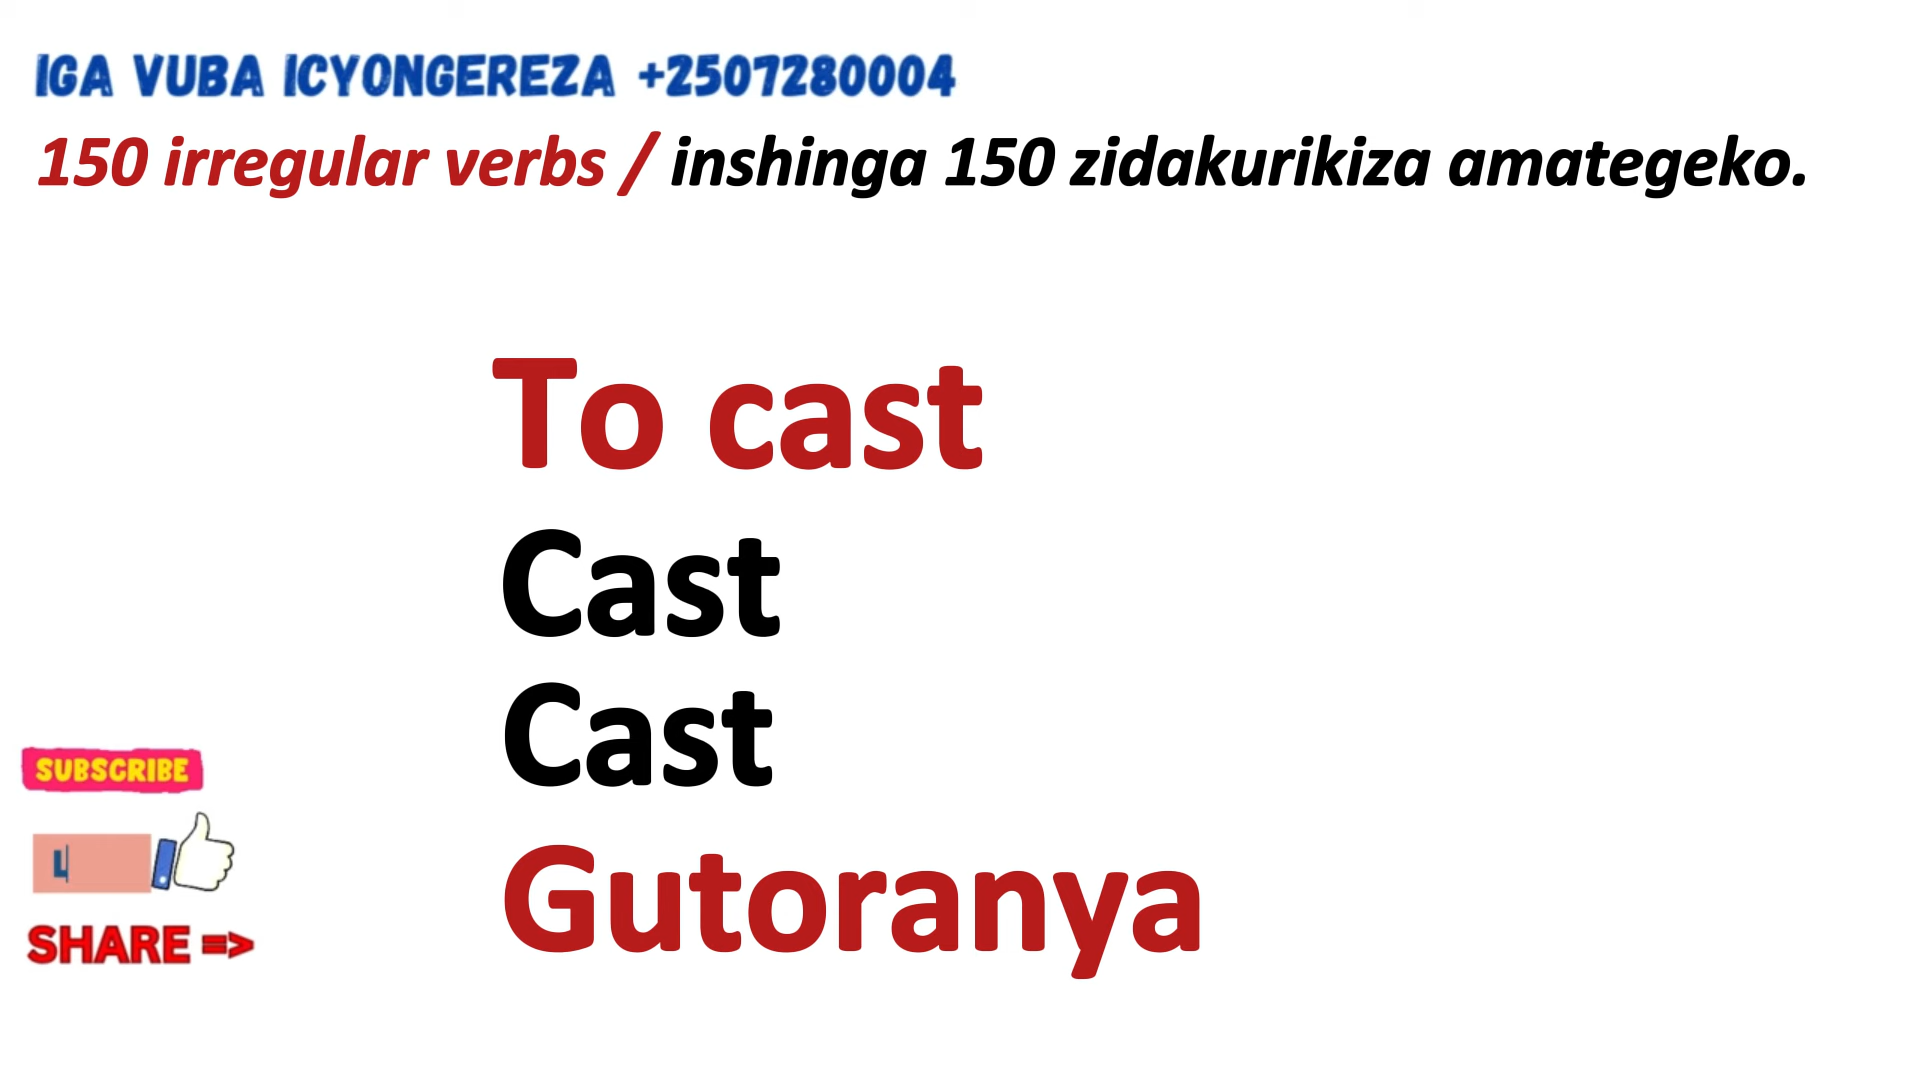 IGA VUBA ICYONGEREZA +2507280004
150 irregular verbs / inshinga 150 zidakurikiza amategeko.
To cast
Cast
Cast
Gutoranya
SUBSCRIBE
L
SHARE =>